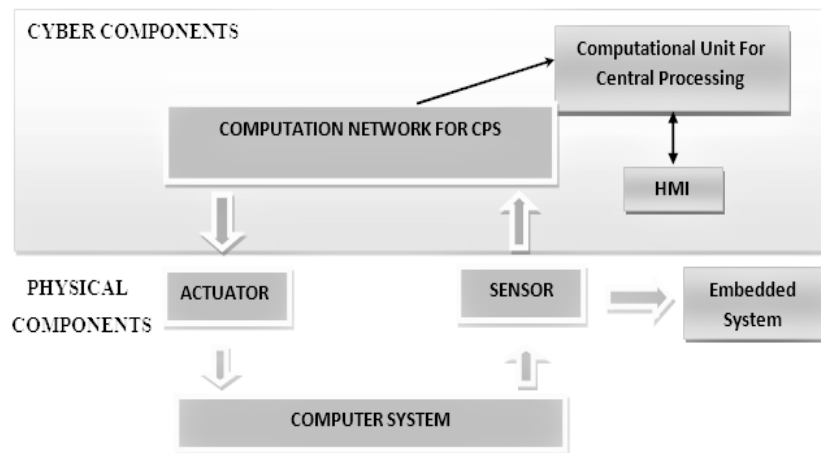 CYBER COMPONENTS
Computational Unit For
Central Processing
COMPUTATION NETWORK FOR CPS
HMI
PHYSICAL
COMPONENTS
ACTUATOR
SENSOR
Embedded
System
COMPUTER SYSTEM